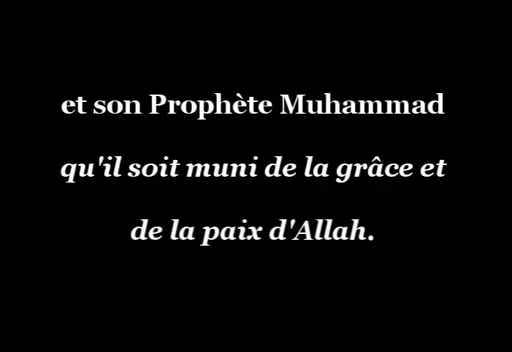 et son Prophète Muhammad
qu'il soit muni de la grâce et
de la paix d'Allah.